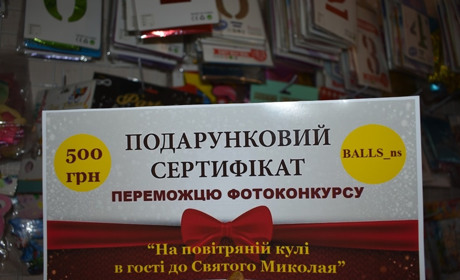 ПОДАРУНКОВИЙ
СЕРТИФІКАТ
500
грн
BALLS_ns
ПЕРЕМОЖЦЮ ФОТОКОНКУРСУ
“На повітряній кулі
в гості до Святого Миколая”